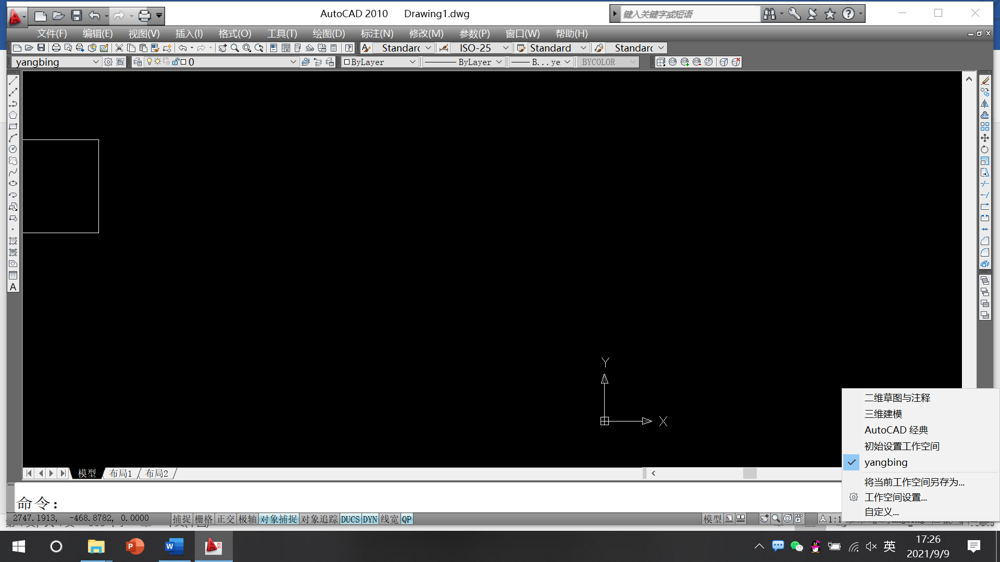 AutoCAD 2010 Drawing1.dwg
键入关键字或短语
文件(F) 编辑(E) 视图(V) 插入(I) 格式(O) 工具(T) 绘图(D) 标注(N) 修改(M) 参数(P) 窗口(W) 帮助(H)
Standard ISO-25 Standard Standard
yangbing 0 ByLayer ByLayer B...ye BYCOLOR
A
Y
X
二维草图与注释
三维建模
AutoCAD 经典
初始设置工作空间
yangbing
将当前工作空间另存为...
工作空间设置...
自定义...
模型 布局1 布局2
命令:
2747.1913, -468.8782, 0.0000 捕捉 栅格 正交 极轴 对象捕捉 对象追踪 DUCS DYN 线宽 QP 模型 1:1
英
17:26
2021/9/9